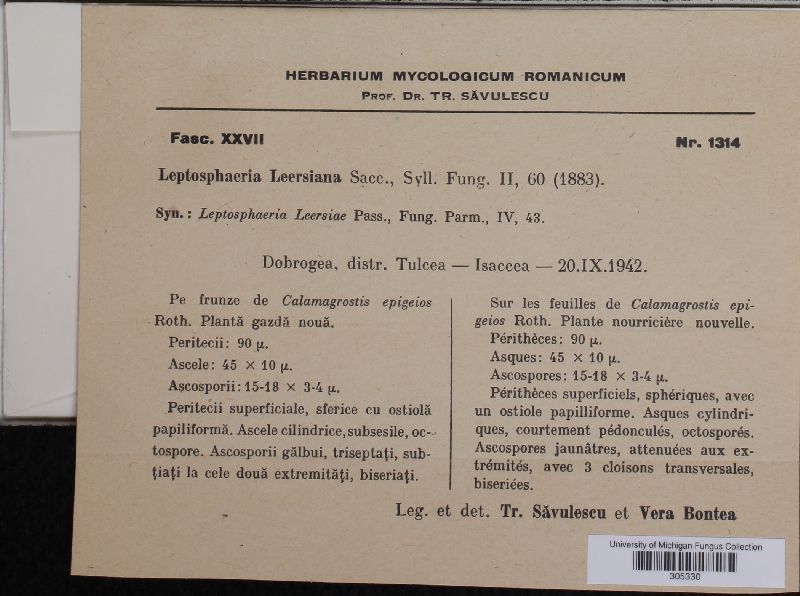 HERBARIUM MYCOLOGICUM ROMANICUM
PROF. DR. TR. SĂVULESCU
Fasc. XXVII
Nr. 1314
Leptosphaeria Leersiana Sacc., Syll. Fung. II, 60 (1883).
Syn.: Leptosphaeria Leersiae Pass., Fung. Parm., IV, 43.
Dobrogea, distr. Tulcea — Isaccea — 20.IX.1942.
Pe frunze de Calamagrostis epigeios
Roth. Plantă gazdă nouă.
Peritecii: 90 μ.
Ascele: 45 × 10 μ.
Ascosporii: 15-18 × 3-4 μ.
Peritecii superficiale, sferice cu ostiolă
papiliformă. Ascele cilindrice, subsesile, oc-
tospore. Ascosporii gălbui, triseptați, sub-
țiați la cele două extremități, biseriați.
Sur les feuilles de Calamagrostis epi-
geios Roth. Plante nourricière nouvelle.
Périthèces: 90 μ.
Asques: 45 × 10 μ.
Ascospores: 15-18 × 3-4 μ.
Périthèces superficiels, sphériques, avec
un ostiole papilliforme. Asques cylindri-
ques, courtement pédonculés, octosporés.
Ascospores jaunâtres, attenuées aux ex-
trémités, avec 3 cloisons transversales,
biseriées.
Leg. et det. Tr. Săvulescu et Vera Bontea
University of Michigan Fungus Collection
305330